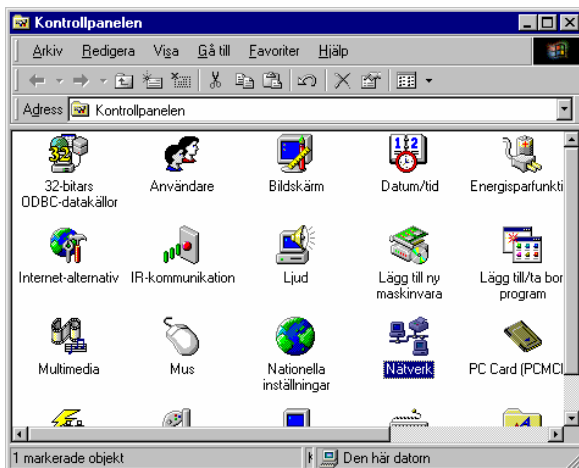 Kontrollpanelen
Arkiv Redigera Visa Gå till Favoriter Hjälp
Adress Kontrollpanelen
32-bitars ODBC-datakällor
Användare
Bildskärm
Datum/tid
Energisparfunkti
Internet-alternativ
IR-kommunikation
Ljud
Lägg till ny maskinvara
Lägg till/ta bor program
Multimedia
Mus
Nationella inställningar
Nätverk
PC Card (PCMCI
1 markerade objekt
Den här datorn